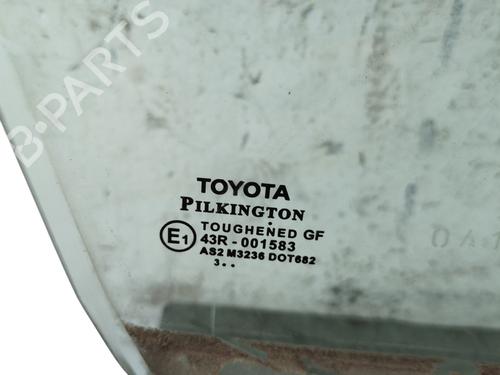 B-PARTS
TOYOTA
PILKINGTON
TOUGHENED GF
E1 43R - 001583
AS2 M3236 DOT682
3 . .